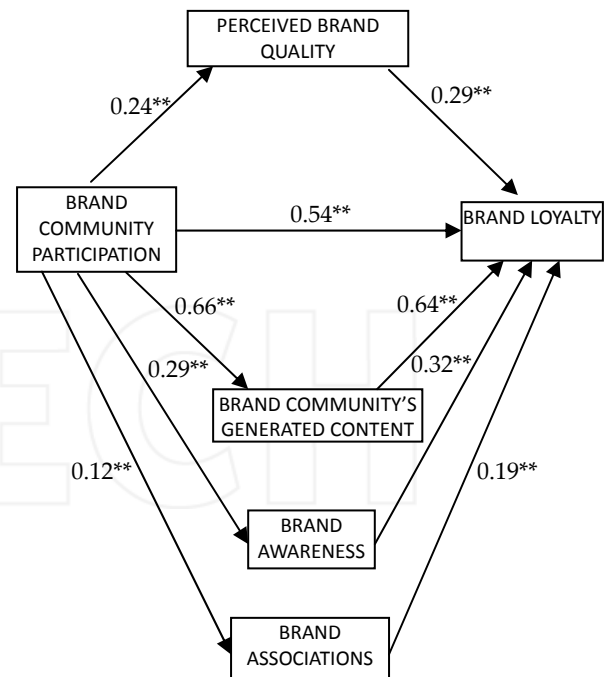 PERCEIVED BRAND
QUALITY
0.24**
0.29**
BRAND
COMMUNITY
PARTICIPATION
0.54**
BRAND LOYALTY
0.66**
0.64**
0.29**
0.32**
BRAND COMMUNITY’S
GENERATED CONTENT
0.12**
0.19**
BRAND
AWARENESS
BRAND
ASSOCIATIONS
ECH